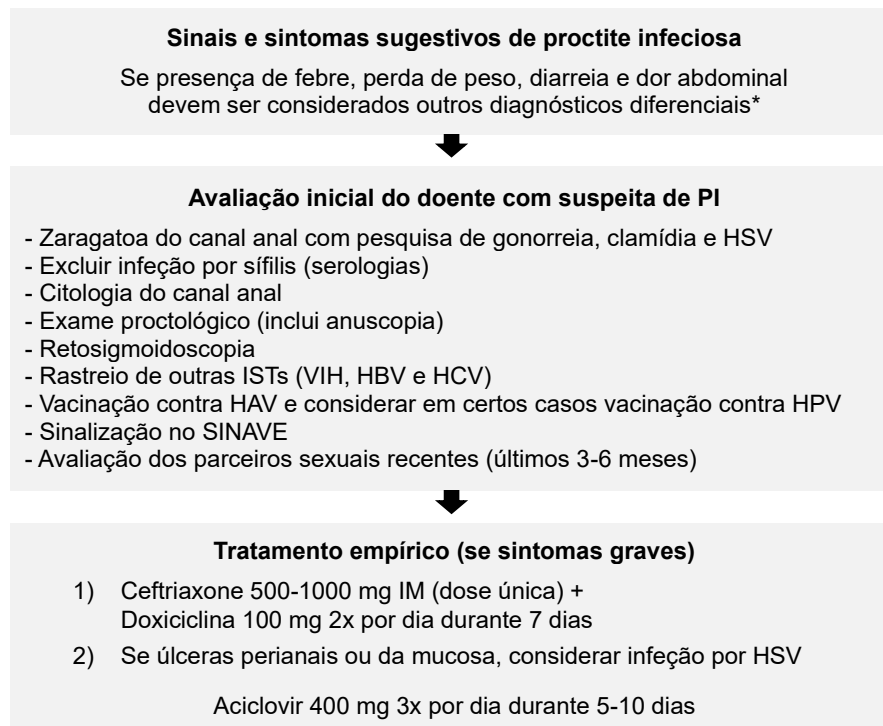 Sinais e sintomas sugestivos de proctite infeciosa
Se presença de febre, perda de peso, diarreia e dor abdominal
devem ser considerados outros diagnósticos diferenciais*
Avaliação inicial do doente com suspeita de PI
- Zaragatoa do canal anal com pesquisa de gonorreia, clamídia e HSV
- Excluir infeção por sífilis (serologias)
- Citologia do canal anal
- Exame proctológico (inclui anuscopia)
- Retosigmoidoscopia
- Rastreio de outras ISTs (VIH, HBV e HCV)
- Vacinação contra HAV e considerar em certos casos vacinação contra HPV
- Sinalização no SINAVE
- Avaliação dos parceiros sexuais recentes (últimos 3-6 meses)
Tratamento empírico (se sintomas graves)
1) Ceftriaxone 500-1000 mg IM (dose única) +
Doxiciclina 100 mg 2x por dia durante 7 dias
2) Se úlceras perianais ou da mucosa, considerar infeção por HSV
Aciclovir 400 mg 3x por dia durante 5-10 dias